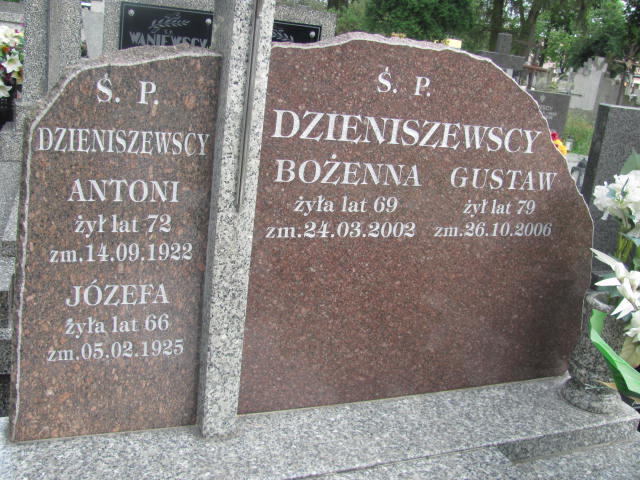 WANIEWSCY
Ś. P.
DZIENISZEWSCY
ANTONI
żył lat 72
zm.14.09.1922
JÓZEFA
żyła lat 66
zm.05.02.1925
Ś. P.
DZIENISZEWSCY
BOŻENNA
żyła lat 69
zm.24.03.2002
GUSTAW
żył lat 79
zm.26.10.2006